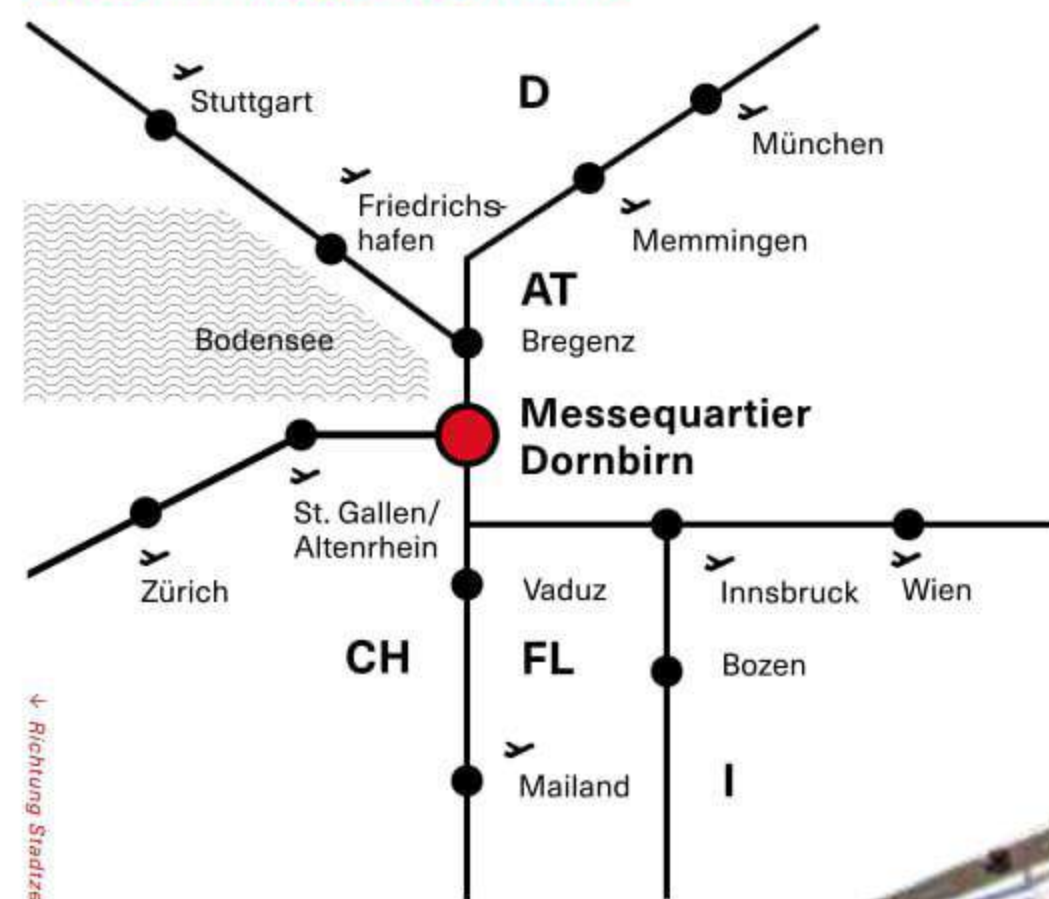 Stuttgart
D
München
Friedrichs-
hafen
Memmingen
AT
Bodensee
Bregenz
Messequartier
Dornbirn
St. Gallen/
Altenrhein
Zürich
Vaduz
Innsbruck
Wien
CH
FL
Bozen
Mailand
I
↓ Richtung Stadtze